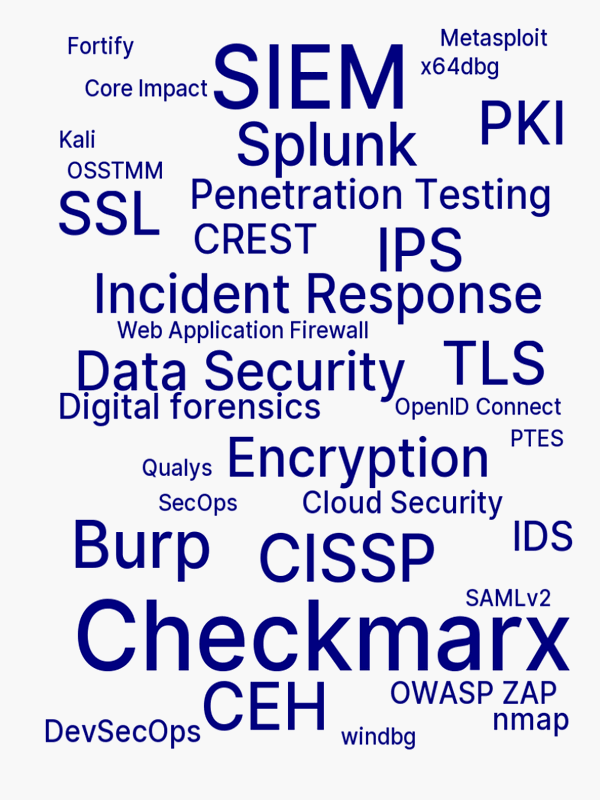 Fortify
Metasploit
SIEM
x64dbg
Core Impact
PKI
Splunk
Kali
OSSTMM
Penetration Testing
SSL
CREST
IPS
Incident Response
Web Application Firewall
Data Security
TLS
Digital forensics
OpenID Connect
PTES
Qualys
Encryption
SecOps
Cloud Security
Burp
IDS
CISSP
SAMLv2
Checkmarx
CEH
OWASP ZAP
nmap
DevSecOps
windbg